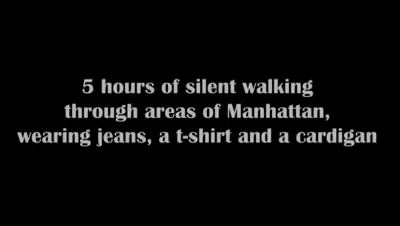 5 hours of silent walking
through areas of Manhattan,
wearing jeans, a t-shirt and a cardigan